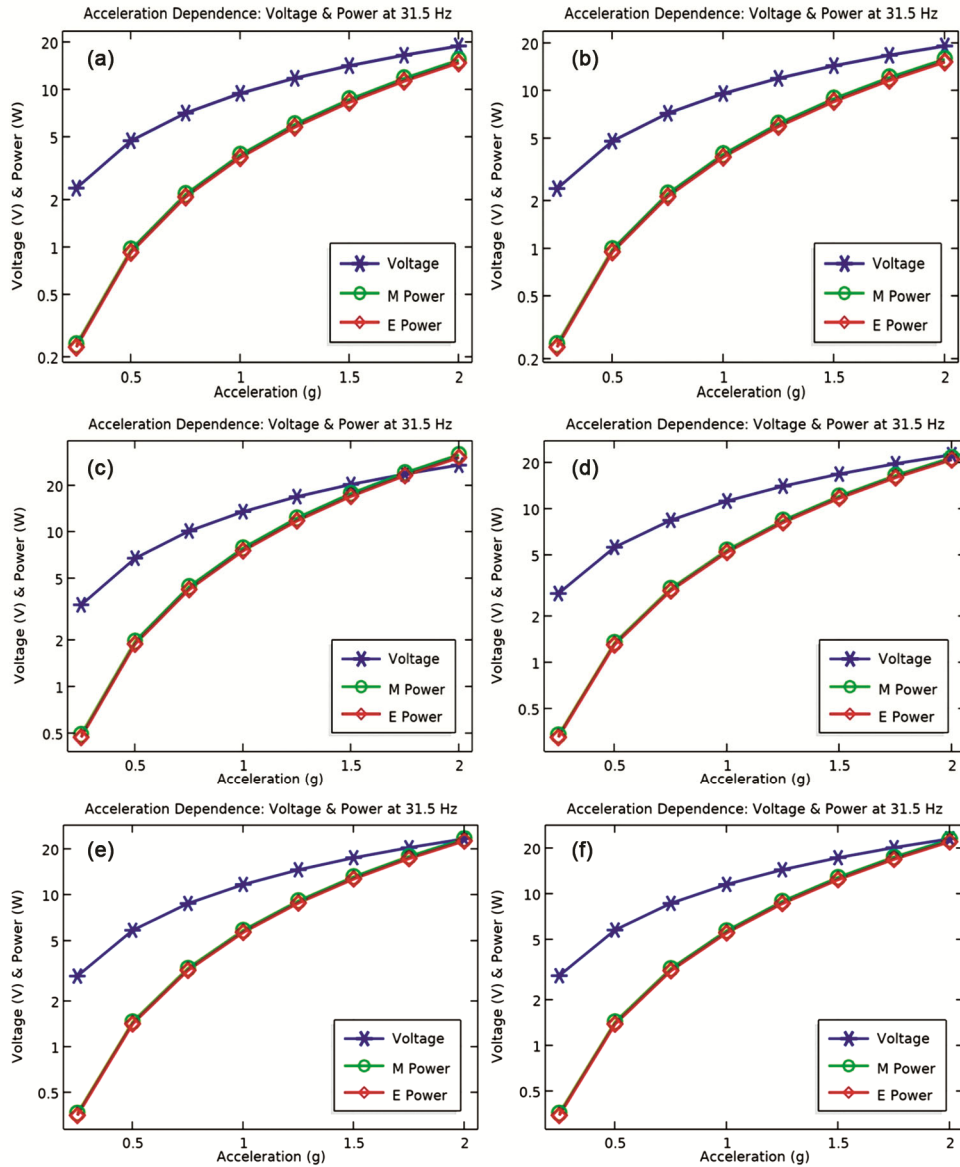 Acceleration Dependence: Voltage & Power at 31.5 Hz
(a)
20
10
5
2
1
0.5
0.2
Voltage (V) & Power (W)
Voltage
M Power
E Power
0.5 1 1.5 2
Acceleration (g)
Acceleration Dependence: Voltage & Power at 31.5 Hz
(b)
20
10
5
2
1
0.5
0.2
Voltage (V) & Power (W)
Voltage
M Power
E Power
0.5 1 1.5 2
Acceleration (g)
Acceleration Dependence: Voltage & Power at 31.5 Hz
(c)
20
10
5
2
1
0.5
Voltage (V) & Power (W)
Voltage
M Power
E Power
0.5 1 1.5 2
Acceleration (g)
Acceleration Dependence: Voltage & Power at 31.5 Hz
(d)
20
10
5
2
1
0.5
Voltage (V) & Power (W)
Voltage
M Power
E Power
0.5 1 1.5 2
Acceleration (g)
Acceleration Dependence: Voltage & Power at 31.5 Hz
(e)
20
10
5
2
1
0.5
Voltage (V) & Power (W)
Voltage
M Power
E Power
0.5 1 1.5 2
Acceleration (g)
Acceleration Dependence: Voltage & Power at 31.5 Hz
(f)
20
10
5
2
1
0.5
Voltage (V) & Power (W)
Voltage
M Power
E Power
0.5 1 1.5 2
Acceleration (g)